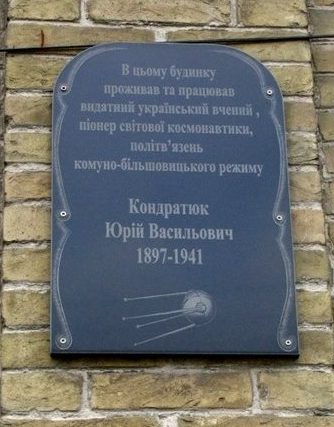 В цьому будинку
проживав та працював
видатний український вчений ,
піонер світової космонавтики,
політв'язень
комуно-більшовицького режиму
Кондратюк
Юрій Васильович
1897-1941